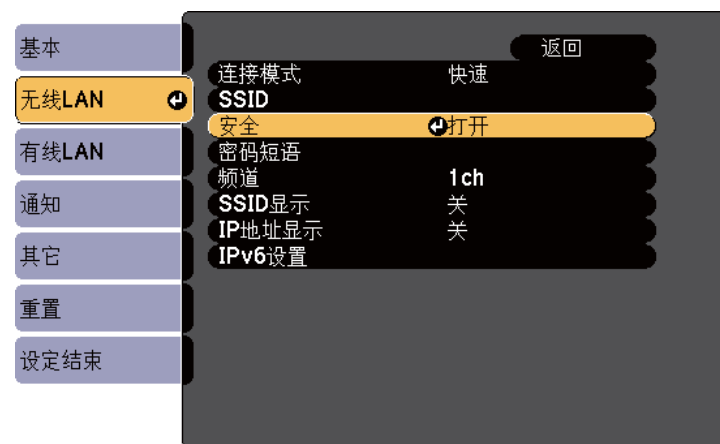 基本
无线LAN
有线LAN
通知
其它
重置
设定结束
返回
连接模式 快速
SSID
安全 打开
密码短语
频道 1ch
SSID显示 关
IP地址显示 关
IPv6设置